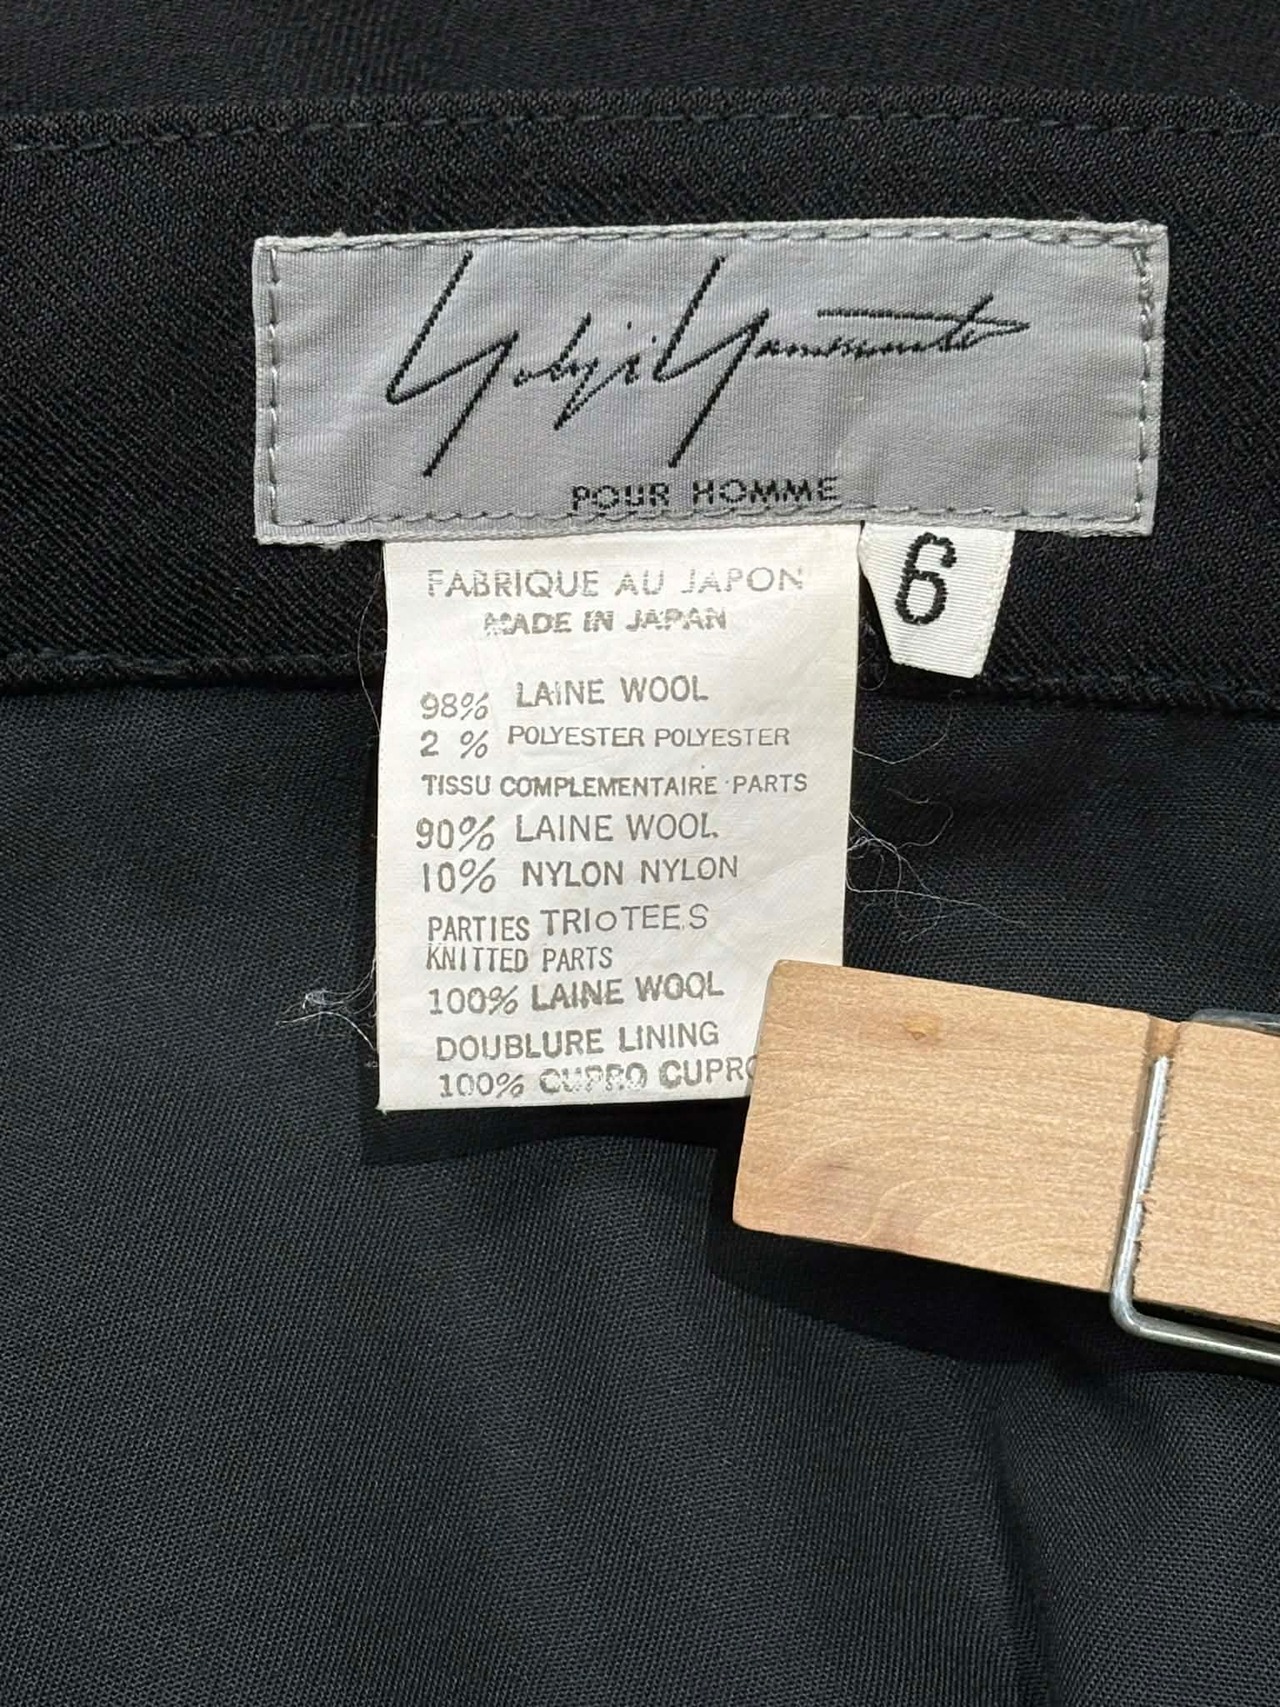 Yohji Yamamoto
POUR HOMME
6
FABRIQUE AU JAPON
MADE IN JAPAN
98% LAINE WOOL
2 % POLYESTER POLYESTER
TISSU COMPLEMENTAIRE PARTS
90% LAINE WOOL
10% NYLON NYLON
PARTIES TRIOTEES
KNITTED PARTS
100% LAINE WOOL
DOUBLURE LINING
100% CUPRO CUPRO